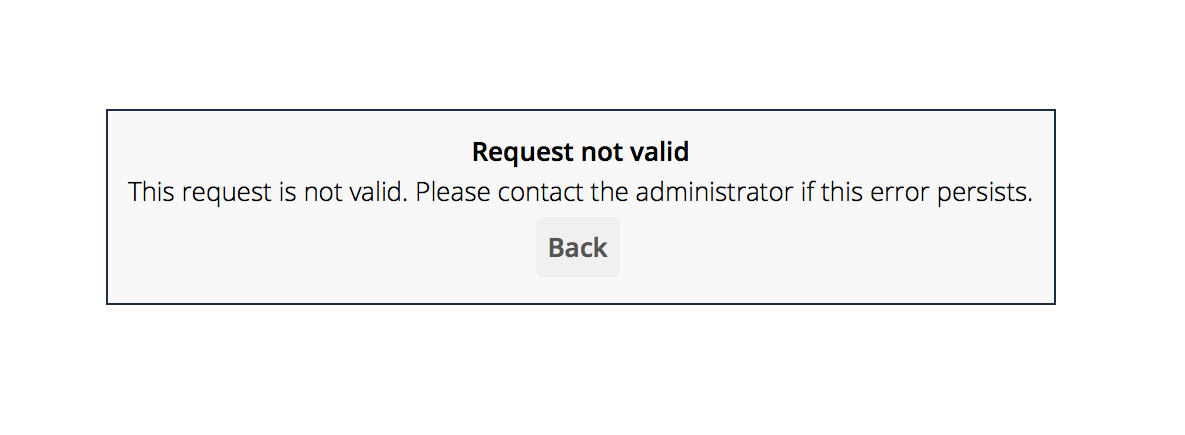 Request not valid
This request is not valid. Please contact the administrator if this error persists.
Back